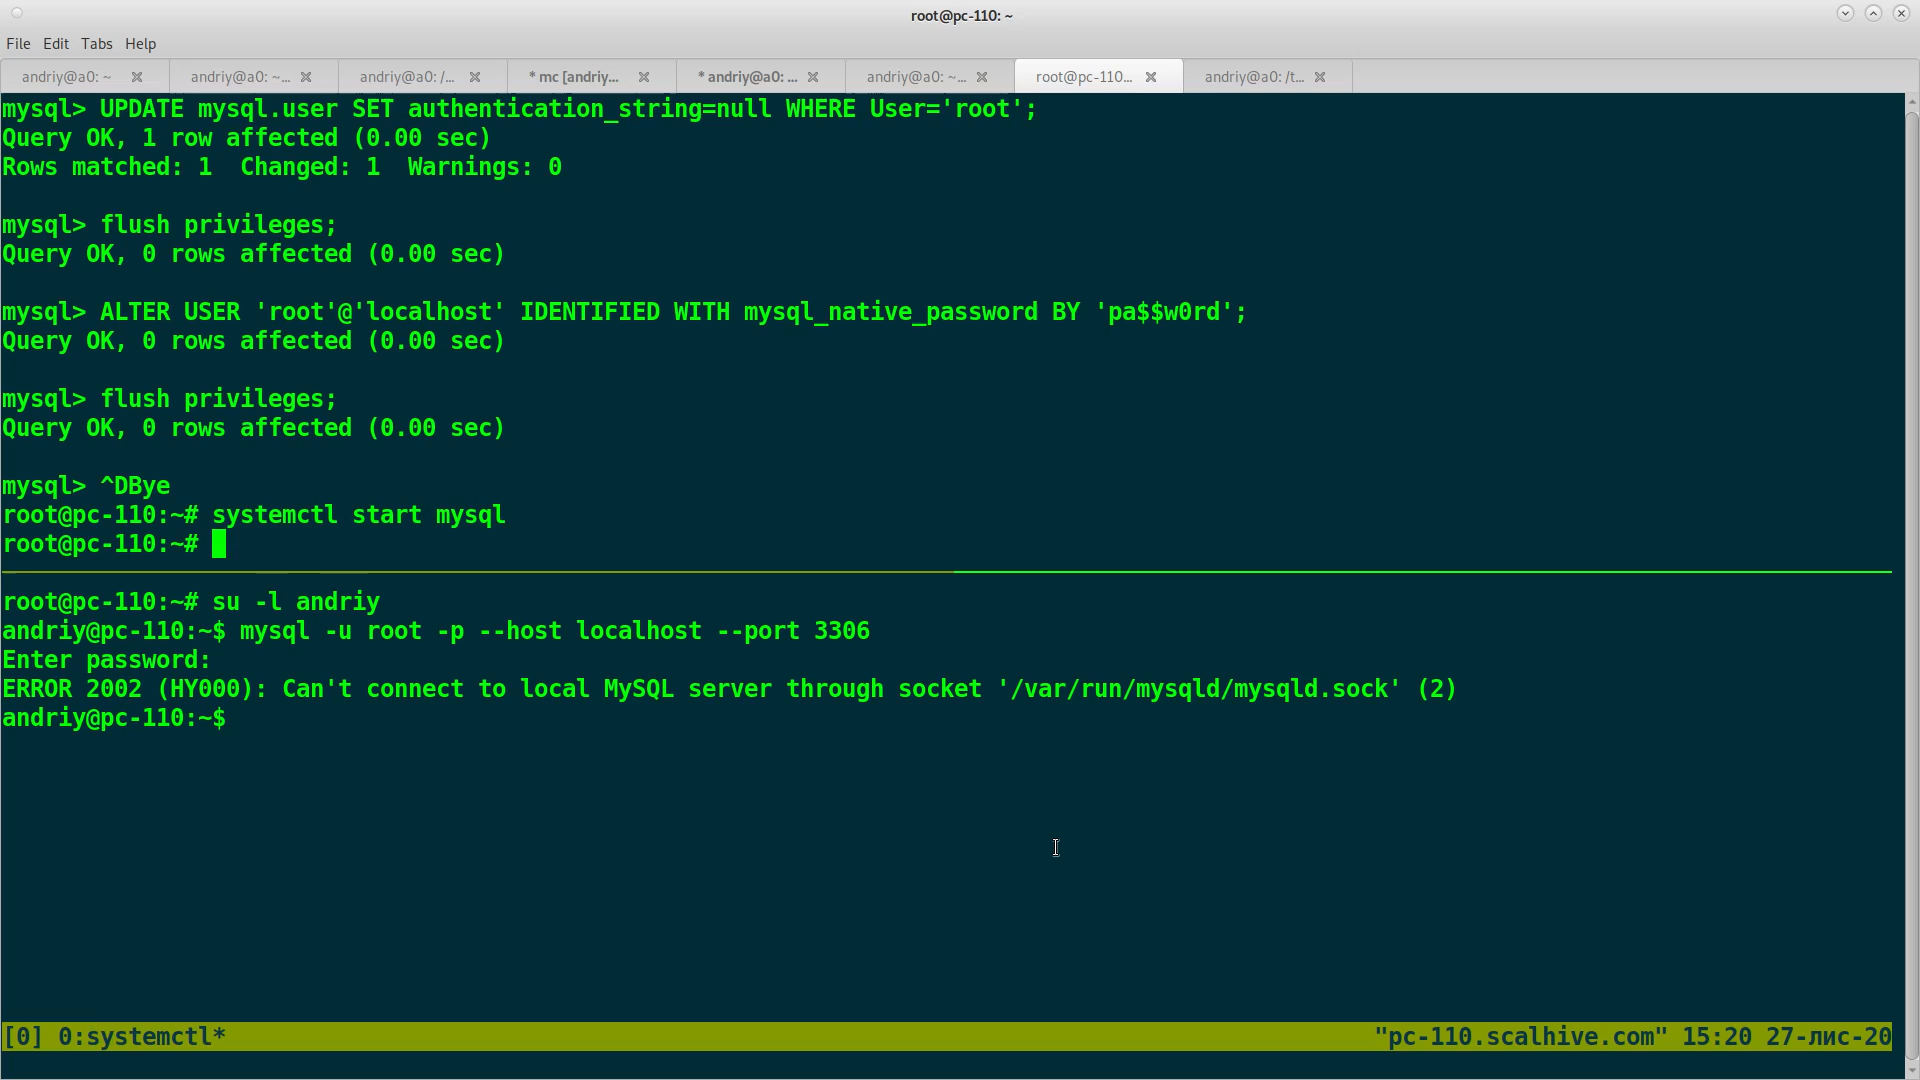 root@pc-110: ~
File Edit Tabs Help
andriy@a0: ~ andriy@a0: ~... andriy@a0: /... * mc [andriy... * andriy@a0: ... andriy@a0: ~... root@pc-110... andriy@a0: /t...
mysql> UPDATE mysql.user SET authentication_string=null WHERE User='root';
Query OK, 1 row affected (0.00 sec)
Rows matched: 1  Changed: 1  Warnings: 0
mysql> flush privileges;
Query OK, 0 rows affected (0.00 sec)
mysql> ALTER USER 'root'@'localhost' IDENTIFIED WITH mysql_native_password BY 'pa$$w0rd';
Query OK, 0 rows affected (0.00 sec)
mysql> flush privileges;
Query OK, 0 rows affected (0.00 sec)
mysql> ^DBye
root@pc-110:~# systemctl start mysql
root@pc-110:~#
root@pc-110:~# su -l andriy
andriy@pc-110:~$ mysql -u root -p --host localhost --port 3306
Enter password:
ERROR 2002 (HY000): Can't connect to local MySQL server through socket '/var/run/mysqld/mysqld.sock' (2)
andriy@pc-110:~$
[0] 0:systemctl* "pc-110.scalhive.com" 15:20 27-лис-20